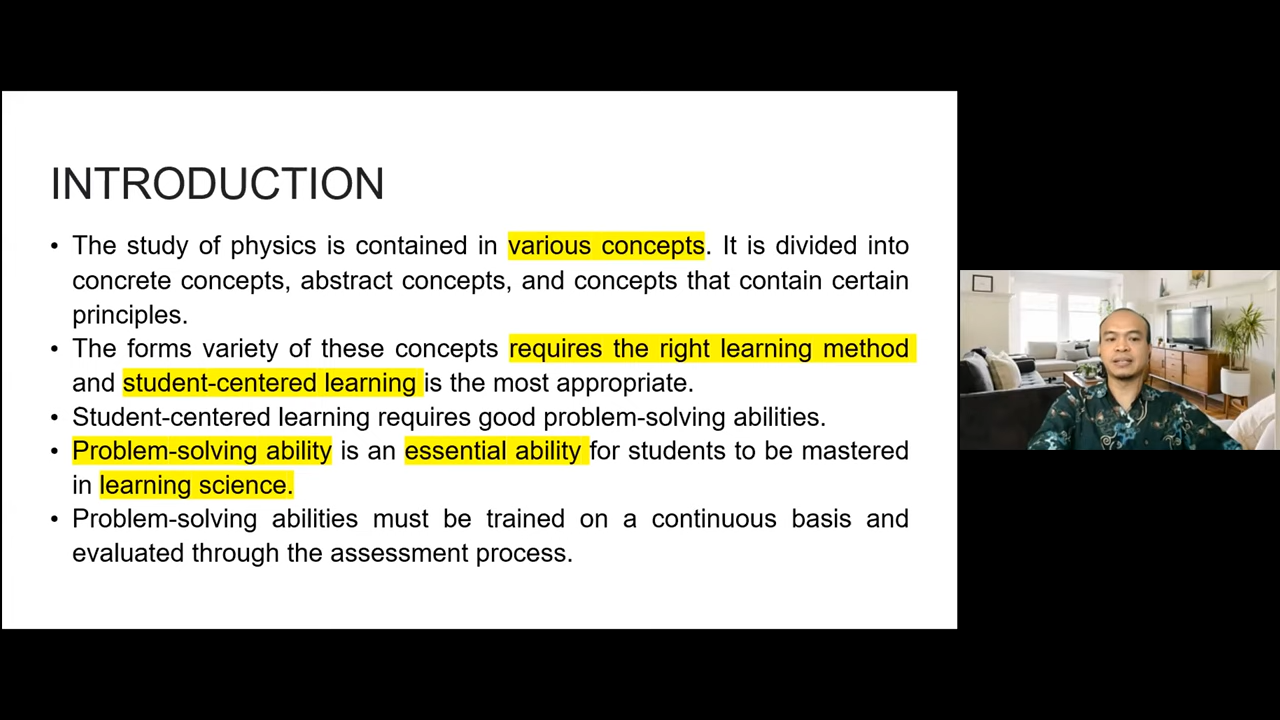 INTRODUCTION
• The study of physics is contained in various concepts. It is divided into
concrete concepts, abstract concepts, and concepts that contain certain
principles.
• The forms variety of these concepts requires the right learning method
and student-centered learning is the most appropriate.
• Student-centered learning requires good problem-solving abilities.
• Problem-solving ability is an essential ability for students to be mastered
in learning science.
• Problem-solving abilities must be trained on a continuous basis and
evaluated through the assessment process.